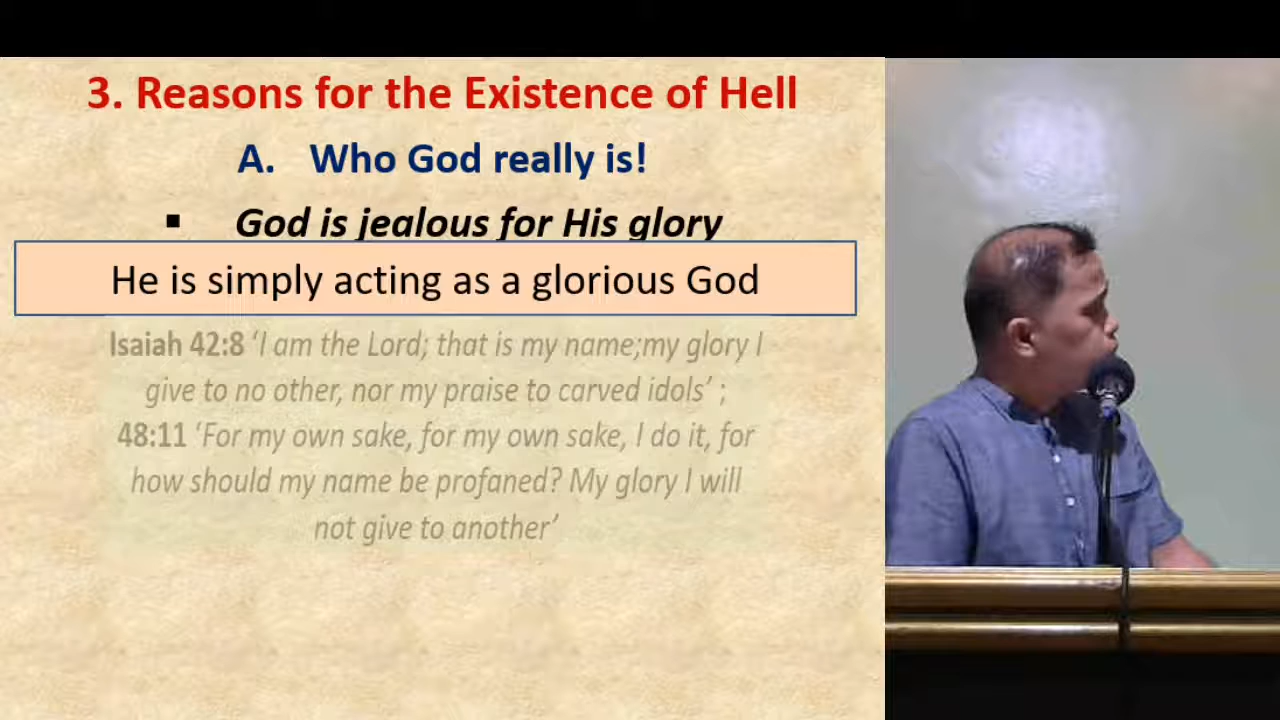 3. Reasons for the Existence of Hell
A. Who God really is!
▪ God is jealous for His glory
He is simply acting as a glorious God
Isaiah 42:8 ‘I am the Lord; that is my name;my glory I
give to no other, nor my praise to carved idols’ ;
48:11 ‘For my own sake, for my own sake, I do it, for
how should my name be profaned? My glory I will
not give to another’